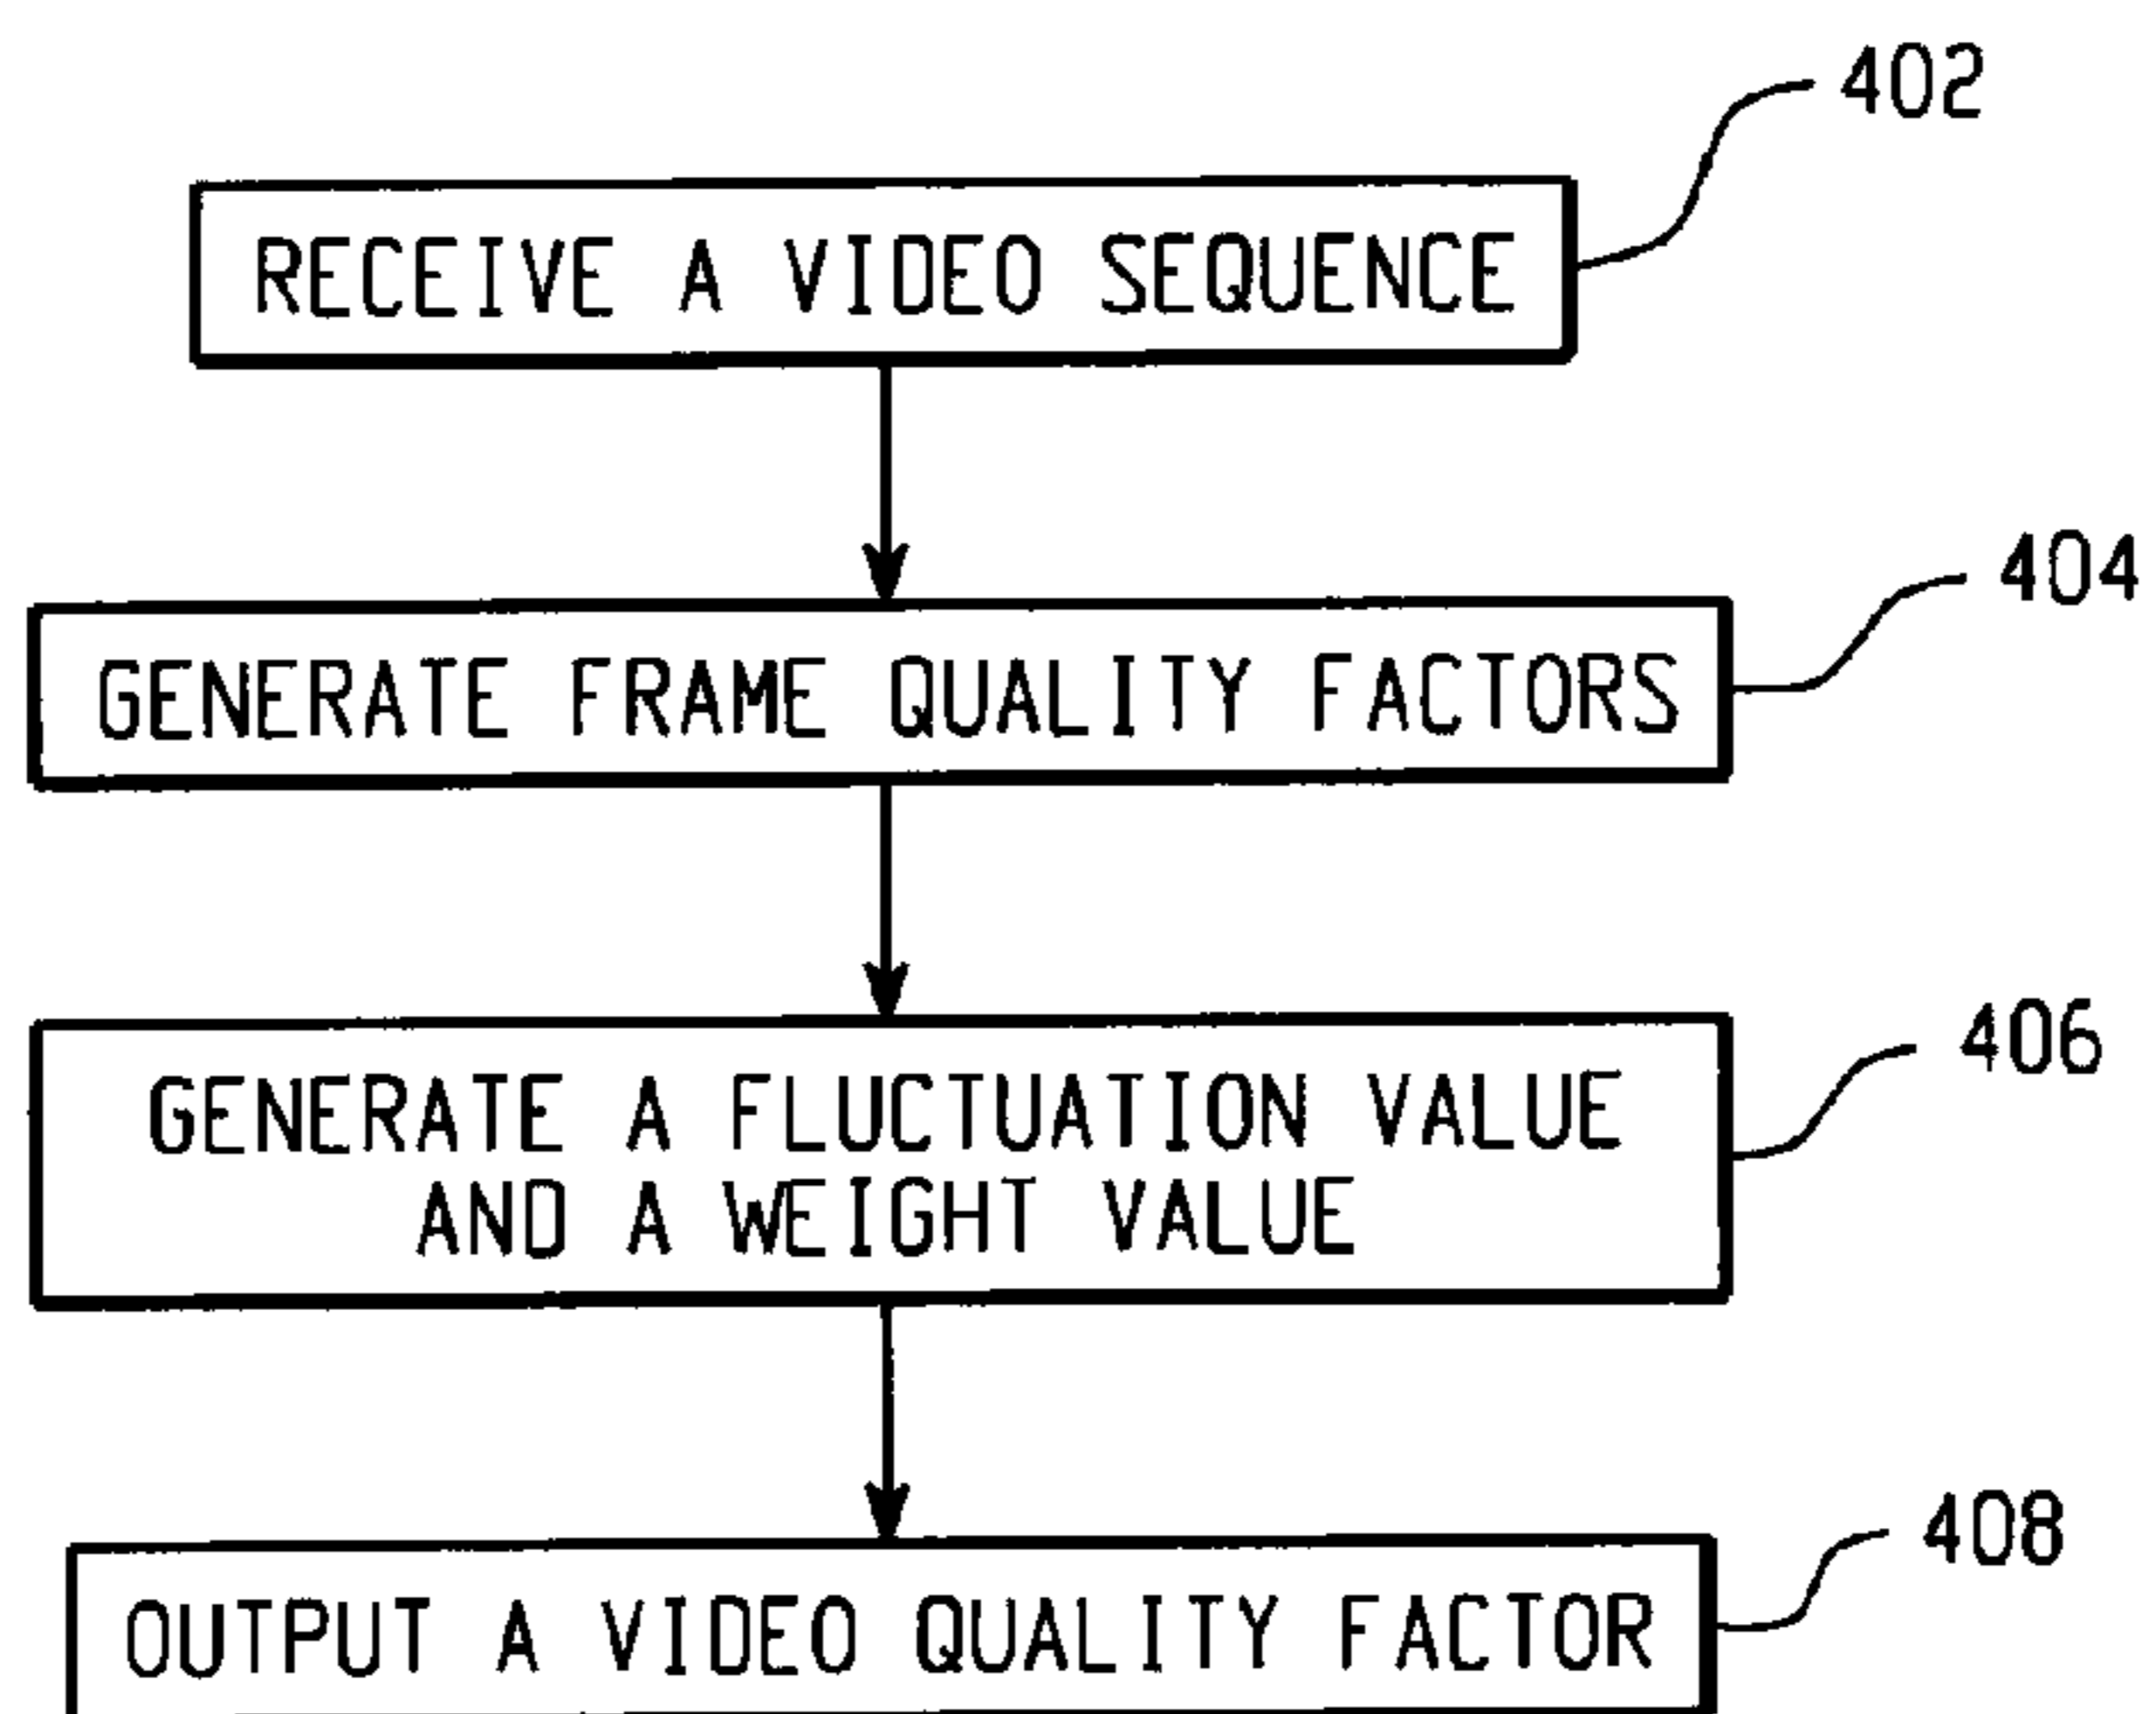 402
RECEIVE A VIDEO SEQUENCE
404
GENERATE FRAME QUALITY FACTORS
406
GENERATE A FLUCTUATION VALUE
AND A WEIGHT VALUE
408
OUTPUT A VIDEO QUALITY FACTOR